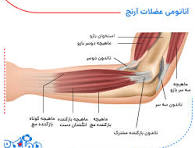 آناتومی عضلات آرنج
استخوان بازو
ماهیچه دوسر بازو
تاندون دوسر
ماهیچه
سه سر بازو
تاندون سه سر
ماهیچه کوتاه
بازکننده مچ
ماهیچه بازکننده
انگشتان دست
ماهیچه
بازکننده مچ
تاندون بازکننده مشترک